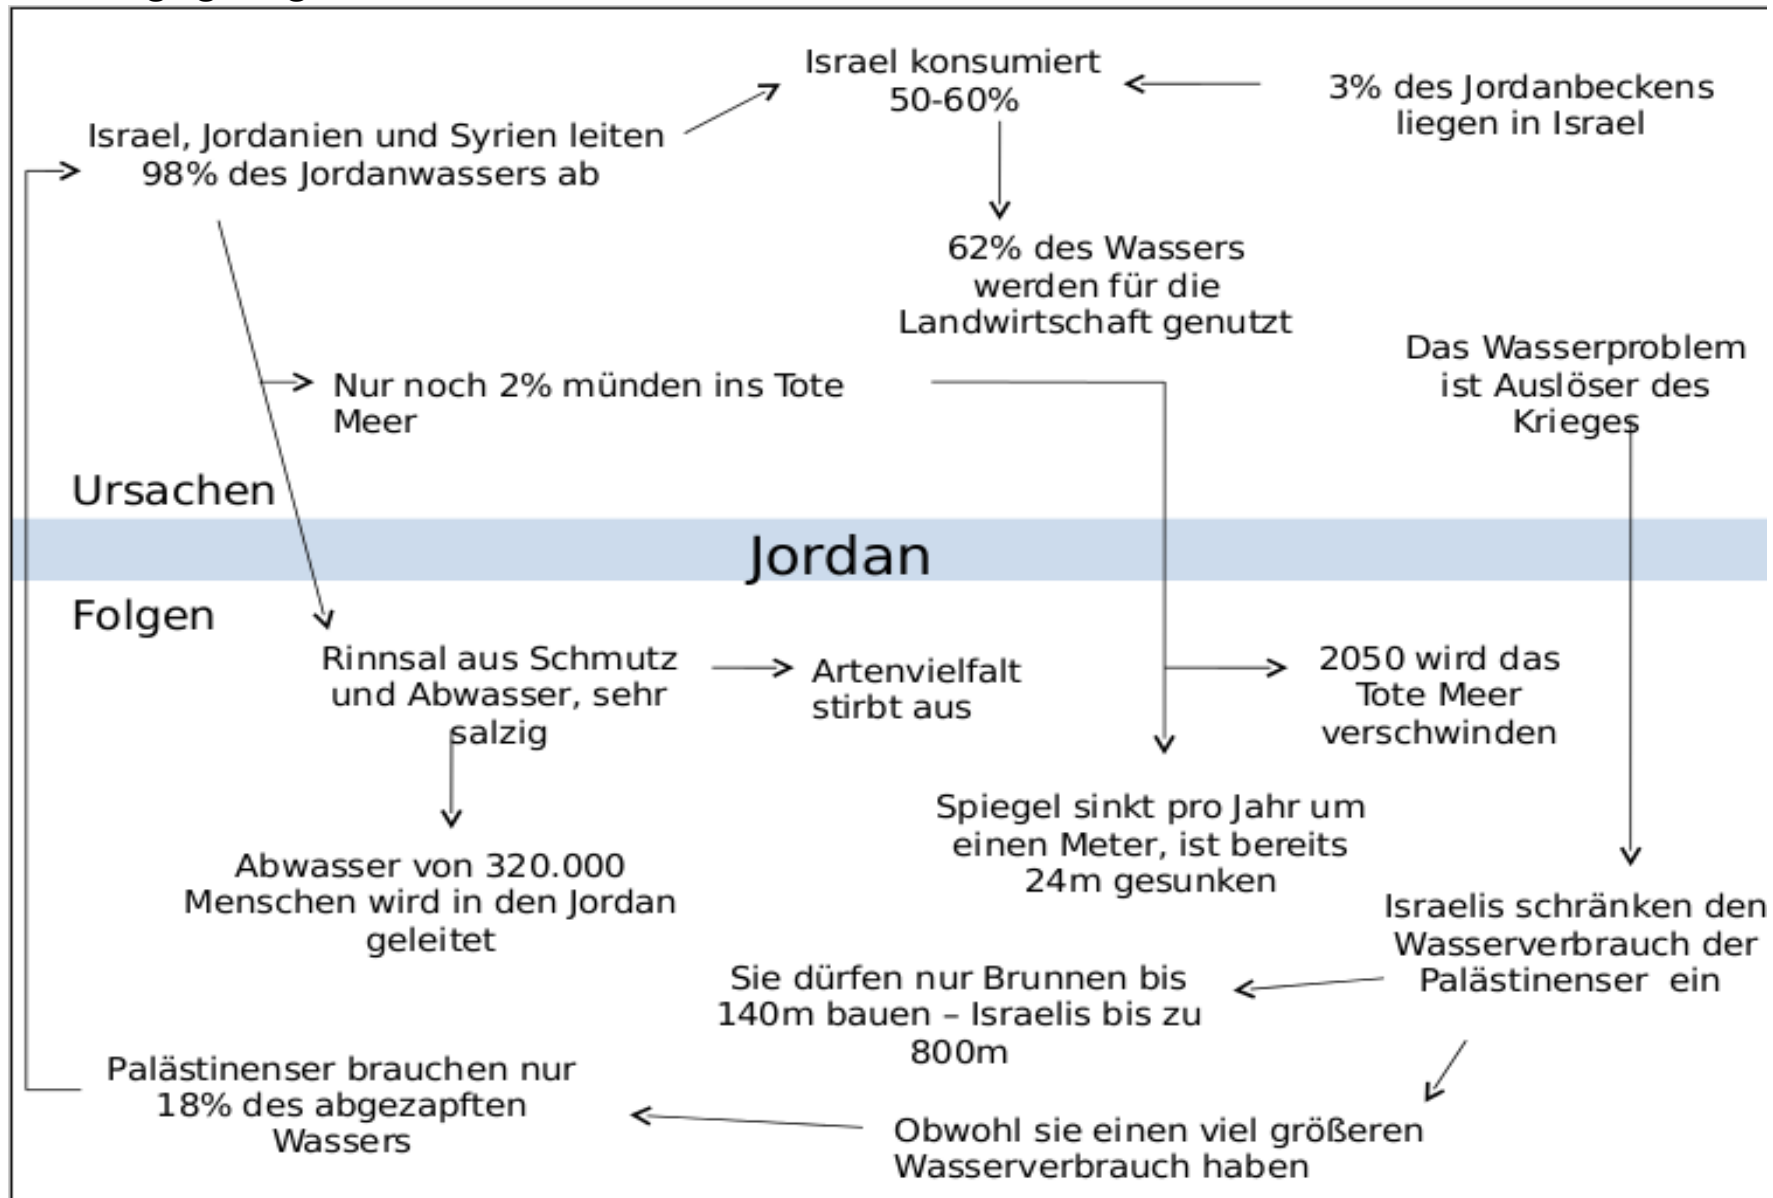 Israel konsumiert
50-60%
3% des Jordanbeckens
liegen in Israel
Israel, Jordanien und Syrien leiten
98% des Jordanwassers ab
62% des Wassers
werden für die
Landwirtschaft genutzt
Das Wasserproblem
ist Auslöser des
Krieges
Nur noch 2% münden ins Tote
Meer
Ursachen
Jordan
Folgen
Rinnsal aus Schmutz
und Abwasser, sehr
salzig
Artenvielfalt
stirbt aus
2050 wird das
Tote Meer
verschwinden
Spiegel sinkt pro Jahr um
einen Meter, ist bereits
24m gesunken
Abwasser von 320.000
Menschen wird in den Jordan
geleitet
Israelis schränken den
Wasserverbrauch der
Palästinenser ein
Sie dürfen nur Brunnen bis
140m bauen – Israelis bis zu
800m
Palästinenser brauchen nur
18% des abgezapften
Wassers
Obwohl sie einen viel größeren
Wasserverbrauch haben